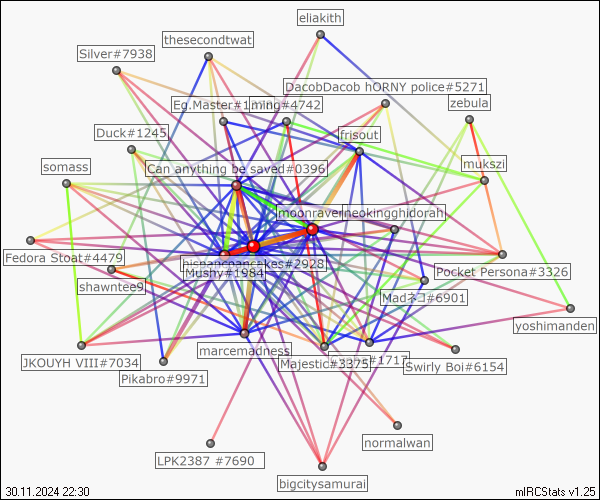 eliakith
thesecondtwat
Silver#7938
DacobDacob hORNY police#5271
zebula
Eg.Master#1
ming#4742
Duck#1245
frisout
mukszi
somass
Can anything be saved#0396
moonraven
neokingghidorah
Fedora Stoat#4479
hispanicpancakes#2928
Mushy#1984
Pocket Persona#3326
shawntee9
Madネコ#6901
yoshimanden
JKOUYH VIII#7034
marcemadness
Majestic#3375
#1717
Swirly Boi#6154
Pikabro#9971
normalwan
LPK2387 #7690
bigcitysamurai
30.11.2024 22:30
mIRCStats v1.25